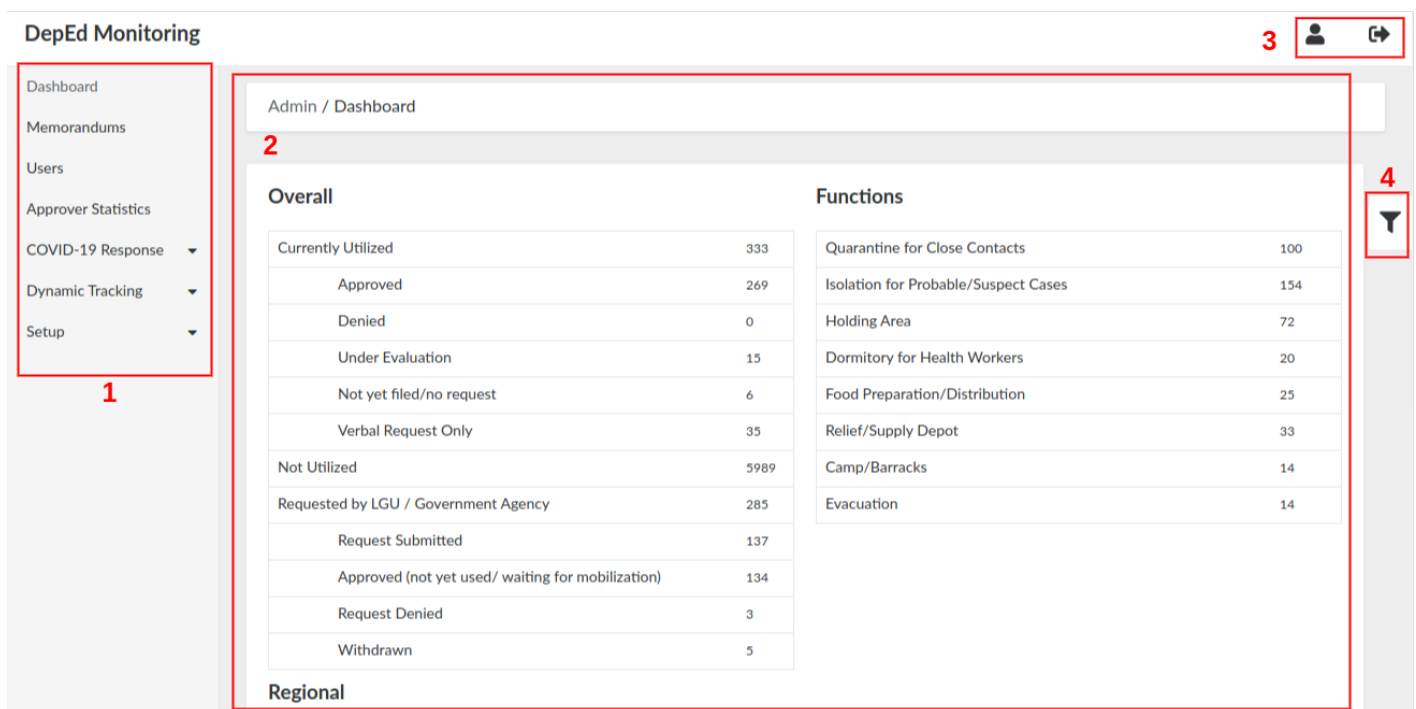 DepEd Monitoring
3
Dashboard
Memorandums
Users
Approver Statistics
COVID-19 Response
Dynamic Tracking
Setup
1
Admin / Dashboard
2
Overall
Currently Utilized 333
Approved 269
Denied 0
Under Evaluation 15
Not yet filed/no request 6
Verbal Request Only 35
Not Utilized 5989
Requested by LGU / Government Agency 285
Request Submitted 137
Approved (not yet used/ waiting for mobilization) 134
Request Denied 3
Withdrawn 5
Functions
Quarantine for Close Contacts 100
Isolation for Probable/Suspect Cases 154
Holding Area 72
Dormitory for Health Workers 20
Food Preparation/Distribution 25
Relief/Supply Depot 33
Camp/Barracks 14
Evacuation 14
4
Regional